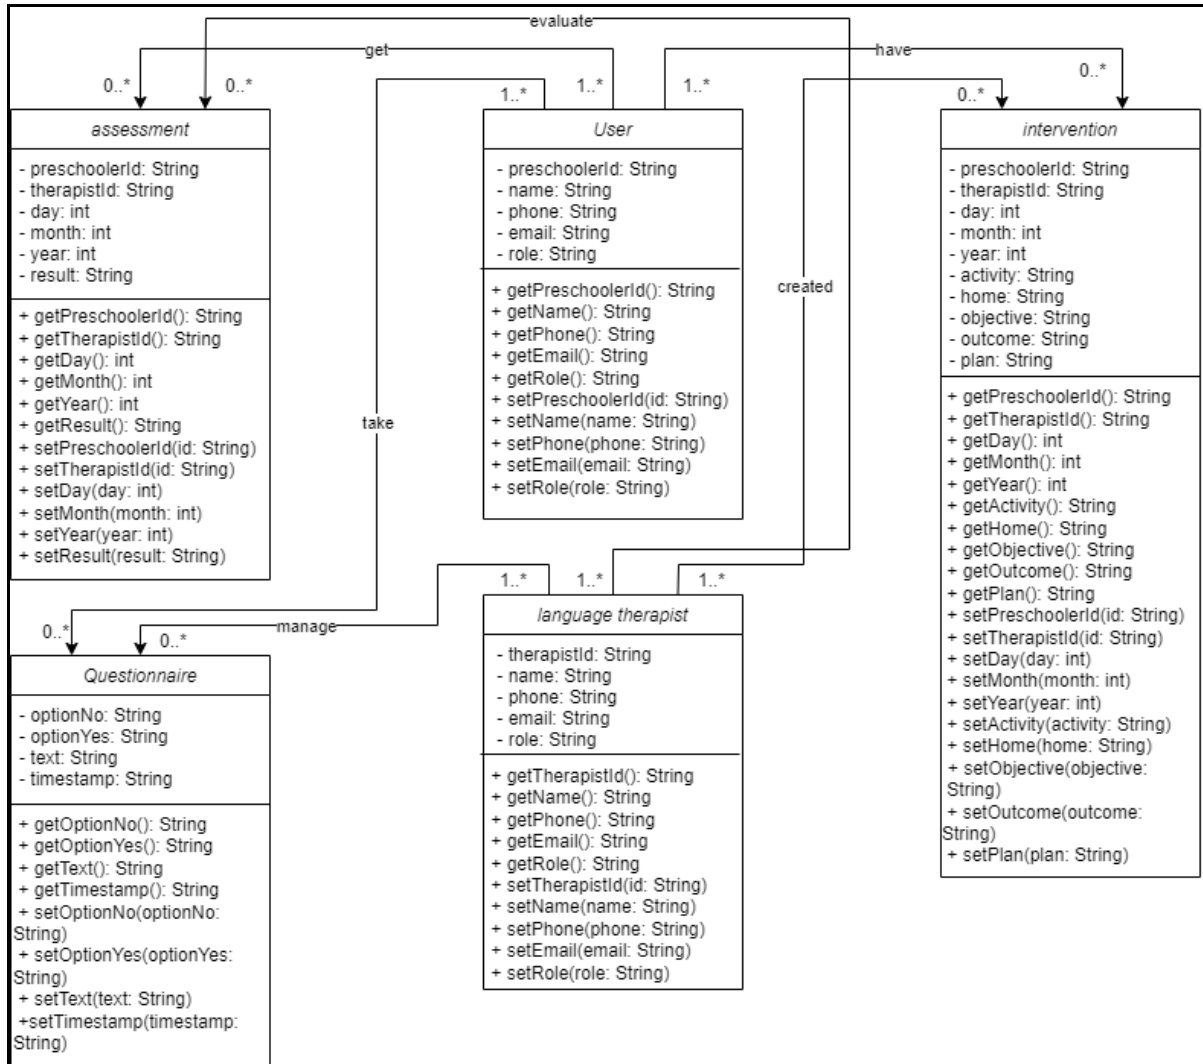 evaluate
get
have
0..*
0..*
1..*
1..*
1..*
0..*
0..*
assessment
- preschoolerId: String
- therapistId: String
- day: int
- month: int
- year: int
- result: String
+ getPreschoolerId(): String
+ getTherapistId(): String
+ getDay(): int
+ getMonth(): int
+ getYear(): int
+ getResult(): String
+ setPreschoolerId(id: String)
+ setTherapistId(id: String)
+ setDay(day: int)
+ setMonth(month: int)
+ setYear(year: int)
+ setResult(result: String)
take
User
- preschoolerId: String
- name: String
- phone: String
- email: String
- role: String
+ getPreschoolerId(): String
+ getName(): String
+ getPhone(): String
+ getEmail(): String
+ getRole(): String
+ setPreschoolerId(id: String)
+ setName(name: String)
+ setPhone(phone: String)
+ setEmail(email: String)
+ setRole(role: String)
created
intervention
- preschoolerId: String
- therapistId: String
- day: int
- month: int
- year: int
- activity: String
- home: String
- objective: String
- outcome: String
- plan: String
+ getPreschoolerId(): String
+ getTherapistId(): String
+ getDay(): int
+ getMonth(): int
+ getYear(): int
+ getActivity(): String
+ getHome(): String
+ getObjective(): String
+ getOutcome(): String
+ getPlan(): String
+ setPreschoolerId(id: String)
+ setTherapistId(id: String)
+ setDay(day: int)
+ setMonth(month: int)
+ setYear(year: int)
+ setActivity(activity: String)
+ setHome(home: String)
+ setObjective(objective:
String)
+ setOutcome(outcome:
String)
+ setPlan(plan: String)
1..*
1..*
1..*
0..*
0..*
manage
Questionnaire
- optionNo: String
- optionYes: String
- text: String
- timestamp: String
+ getOptionNo(): String
+ getOptionYes(): String
+ getText(): String
+ getTimestamp(): String
+ setOptionNo(optionNo:
String)
+ setOptionYes(optionYes:
String)
+ setText(text: String)
+setTimestamp(timestamp:
String)
language therapist
- therapistId: String
- name: String
- phone: String
- email: String
- role: String
+ getTherapistId(): String
+ getName(): String
+ getPhone(): String
+ getEmail(): String
+ getRole(): String
+ setTherapistId(id: String)
+ setName(name: String)
+ setPhone(phone: String)
+ setEmail(email: String)
+ setRole(role: String)